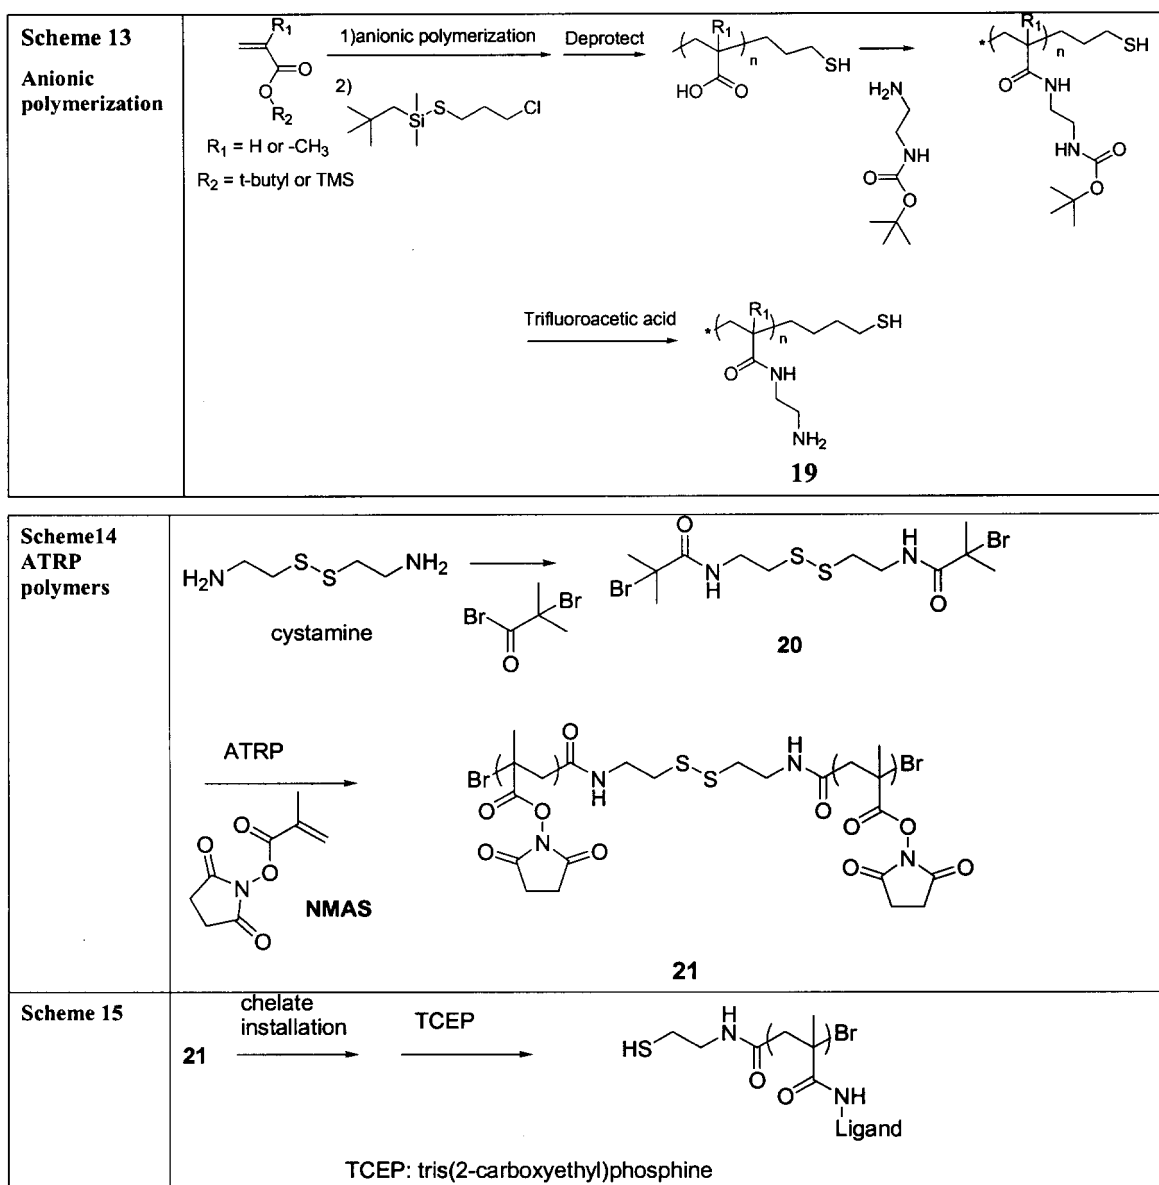 Scheme 13
Anionic
polymerization
R1
O
O
R2
R1 = H or -CH3
R2 = t-butyl or TMS
1)anionic polymerization
2)
Si
S
Cl
Deprotect
R1
n
SH
HO
O
NH2
NH
O
O
R1
*
n
SH
O
NH
HN
O
O
Trifluoroacetic acid
R1
*
n
SH
O
NH
NH2
19
Scheme14
ATRP
polymers
H2N
S
S
NH2
cystamine
Br
Br
O
O
Br
N
H
S
S
H
N
Br
O
20
ATRP
O
O
O
N
O
O
NMAS
Br
O
N
H
S
S
H
N
O
Br
O
O
N
O
O
O
O
N
O
O
21
Scheme 15
21
chelate
installation
TCEP
HS
H
N
O
Br
O
NH
Ligand
TCEP: tris(2-carboxyethyl)phosphine